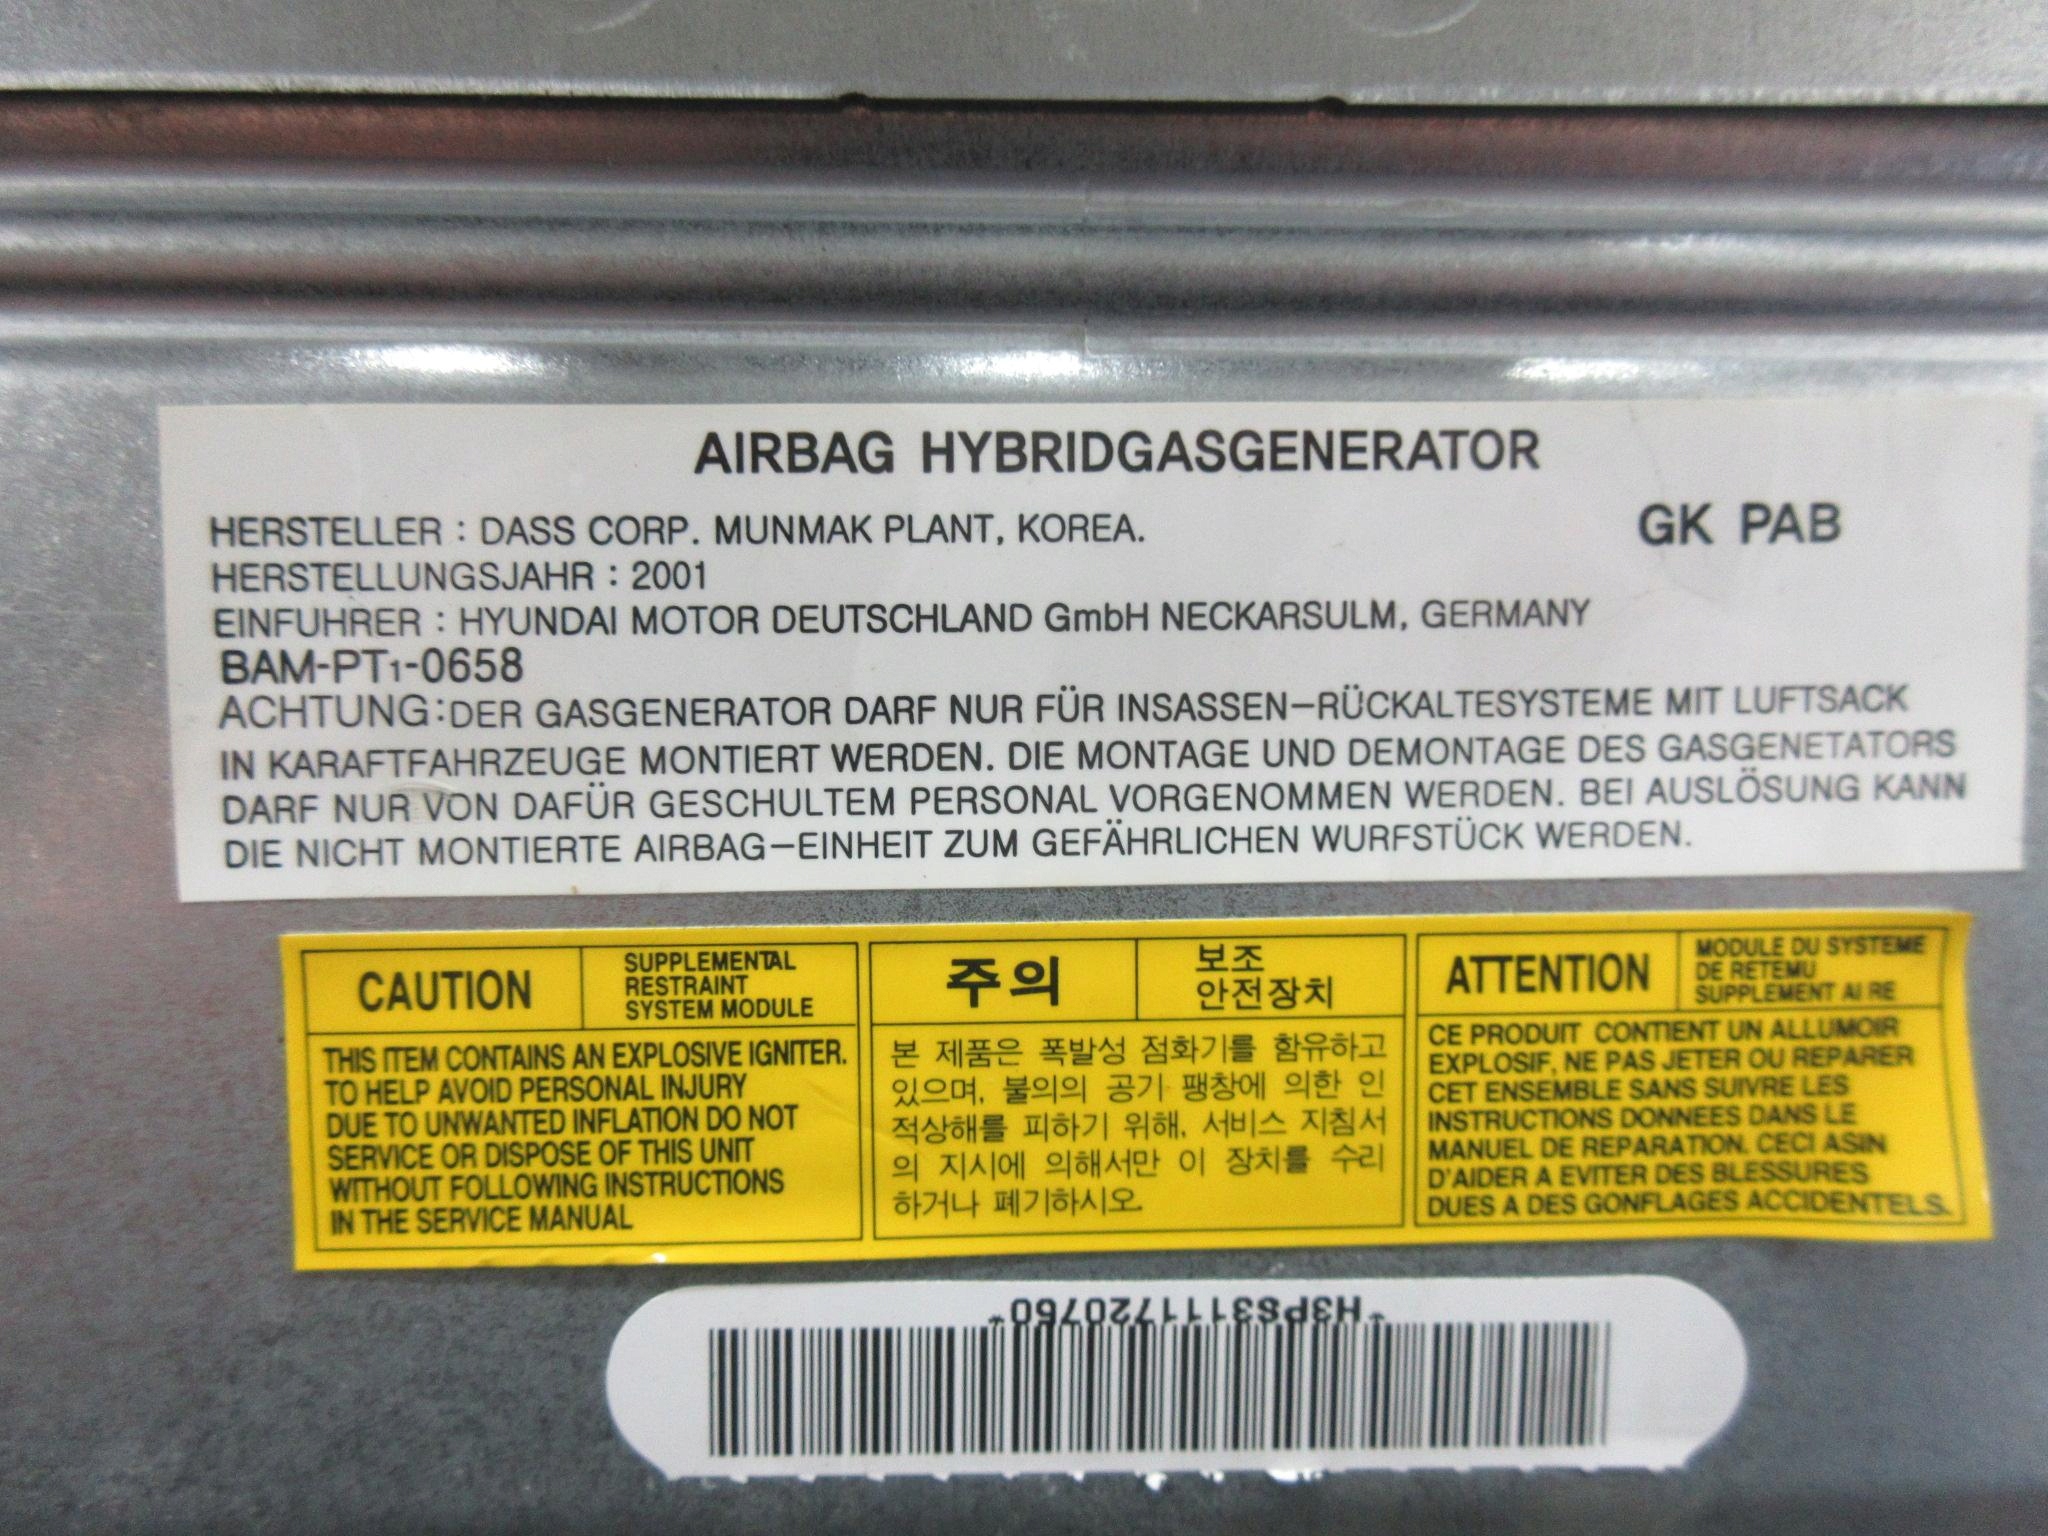 AIRBAG HYBRIDGASGENERATOR
HERSTELLER : DASS CORP. MUNMAK PLANT, KOREA.
GK PAB
HERSTELLUNGSJAHR : 2001
EINFUHRER : HYUNDAI MOTOR DEUTSCHLAND GmbH NECKARSULM, GERMANY
BAM-PT1-0658
ACHTUNG:DER GASGENERATOR DARF NUR FÜR INSASSEN-RÜCKALTESYSTEME MIT LUFTSACK
IN KARAFTFAHRZEUGE MONTIERT WERDEN. DIE MONTAGE UND DEMONTAGE DES GASGENETATORS
DARF NUR VON DAFÜR GESCHULTEM PERSONAL VORGENOMMEN WERDEN. BEI AUSLÖSUNG KANN
DIE NICHT MONTIERTE AIRBAG-EINHEIT ZUM GEFÄHRLICHEN WURFSTÜCK WERDEN.
CAUTION
SUPPLEMENTAL
RESTRAINT
SYSTEM MODULE
THIS ITEM CONTAINS AN EXPLOSIVE IGNITER.
TO HELP AVOID PERSONAL INJURY
DUE TO UNWANTED INFLATION DO NOT
SERVICE OR DISPOSE OF THIS UNIT
WITHOUT FOLLOWING INSTRUCTIONS
IN THE SERVICE MANUAL
주의
보조
안전장치
본 제품은 폭발성 점화기를 함유하고
있으며, 불의의 공기 팽창에 의한 인
적상해를 피하기 위해, 서비스 지침서
의 지시에 의해서만 이 장치를 수리
하거나 폐기하시오.
ATTENTION
MODULE DU SYSTEME
DE RETEMU
SUPPLEMENT AI RE
CE PRODUIT CONTIENT UN ALLUMOIR
EXPLOSIF, NE PAS JETER OU REPARER
CET ENSEMBLE SANS SUIVRE LES
INSTRUCTIONS DONNEES DANS LE
MANUEL DE REPARATION. CECI ASIN
D'AIDER A EVITER DES BLESSURES
DUES A DES GONFLAGES ACCIDENTELS.
*H3PS3111720760*